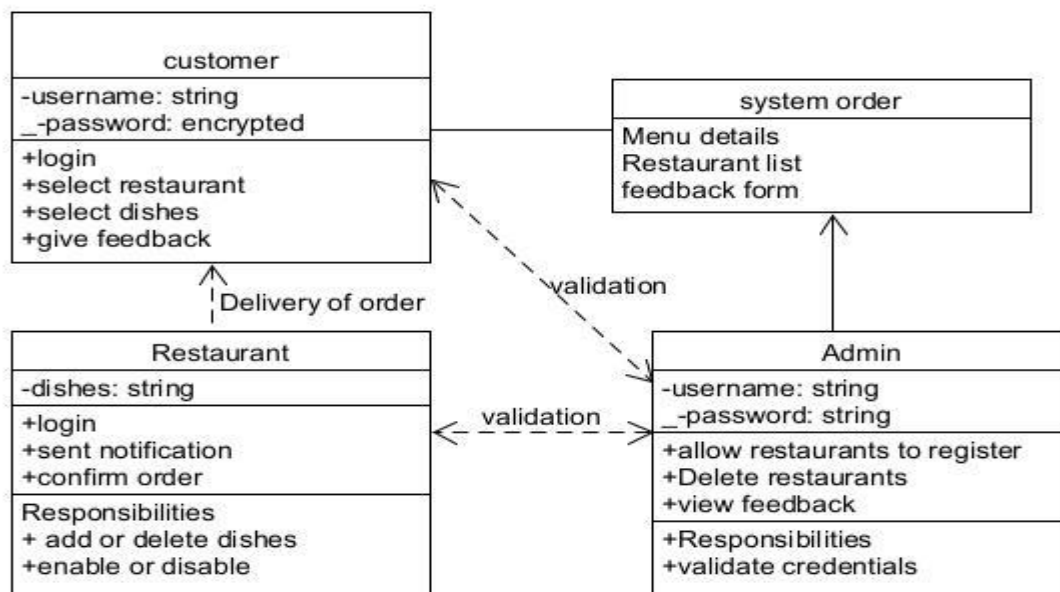 customer
-username: string
_-password: encrypted
+login
+select restaurant
+select dishes
+give feedback
system order
Menu details
Restaurant list
feedback form
validation
Delivery of order
Restaurant
-dishes: string
+login
+sent notification
+confirm order
Responsibilities
+ add or delete dishes
+enable or disable
validation
Admin
-username: string
_-password: string
+allow restaurants to register
+Delete restaurants
+view feedback
+Responsibilities
+validate credentials